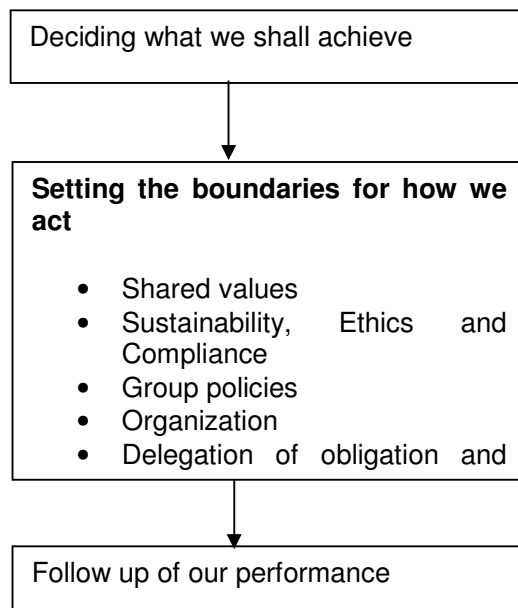 Deciding what we shall achieve
Setting the boundaries for how we
act
• Shared values
• Sustainability, Ethics and
Compliance
• Group policies
• Organization
• Delegation of obligation and
Follow up of our performance